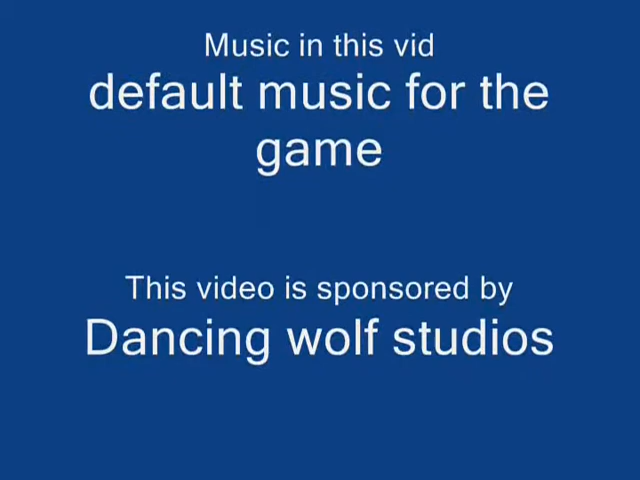 Music in this vid
default music for the
game
This video is sponsored by
Dancing wolf studios